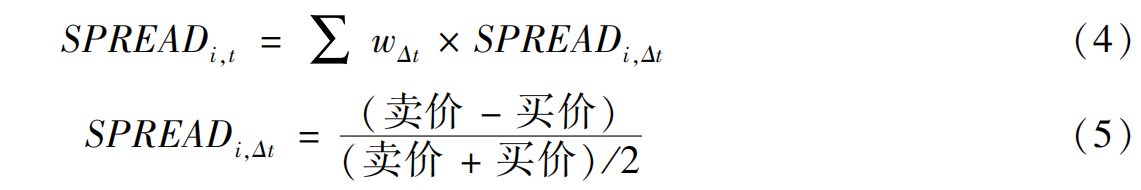 SPREAD_{i,t} = ∑ w_{Δt} × SPREAD_{i,Δt} (4)
SPREAD_{i,Δt} = (卖价 - 买价) / (卖价 + 买价)/2 (5)